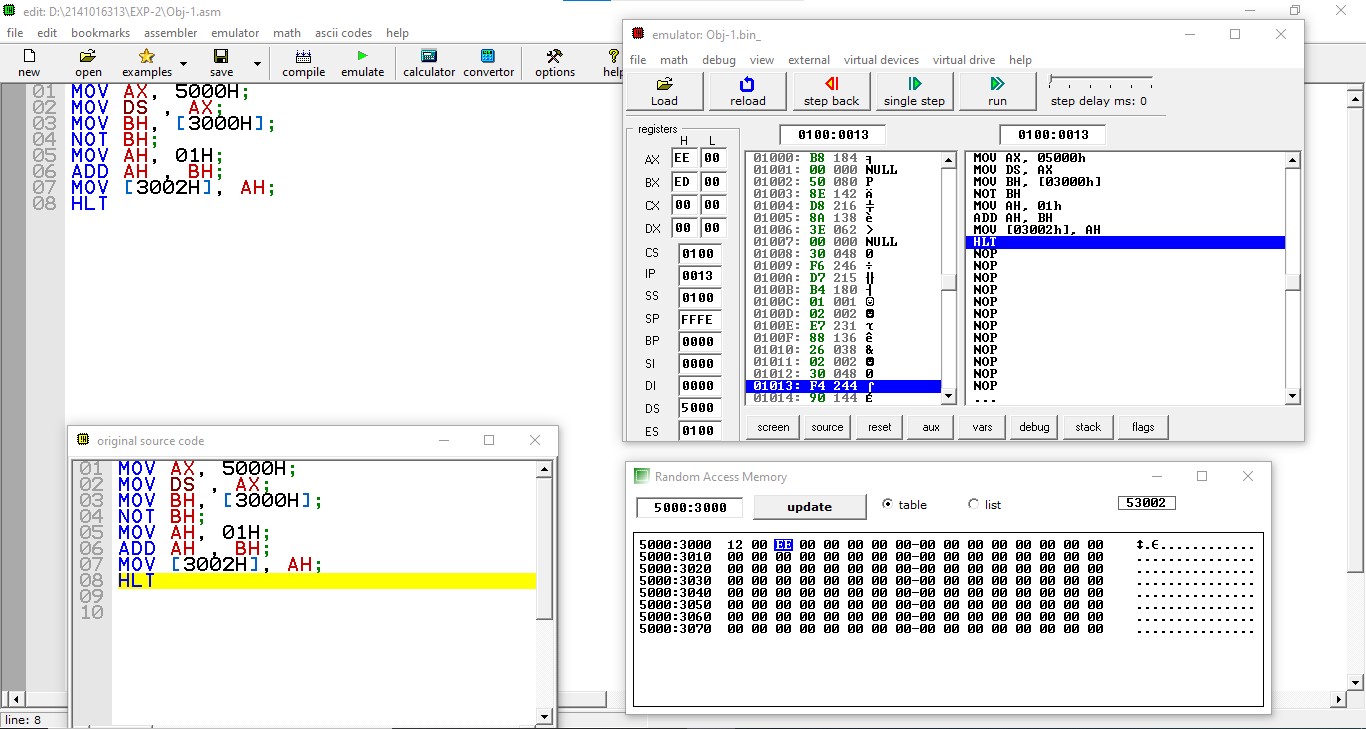 edit: D:\2141016313\EXP-2\Obj-1.asm
file edit bookmarks assembler emulator math ascii codes help
new open examples save compile emulate calculator convertor options help
01 MOV AX, 5000H;
02 MOV DS , AX;
03 MOV BH, [3000H];
04 NOT BH;
05 MOV AH, 01H;
06 ADD AH , BH;
07 MOV [3002H], AH;
08 HLT
line: 8
original source code
01 MOV AX, 5000H;
02 MOV DS , AX;
03 MOV BH, [3000H];
04 NOT BH;
05 MOV AH, 01H;
06 ADD AH , BH;
07 MOV [3002H], AH;
08 HLT
09
10
emulator: Obj-1.bin_
file math debug view external virtual devices virtual drive help
Load reload step back single step run step delay ms: 0
registers
H L
AX EE 00
BX ED 00
CX 00 00
DX 00 00
CS 0100
IP 0013
SS 0100
SP FFFE
BP 0000
SI 0000
DI 0000
DS 5000
ES 0100
0100:0013
01000: B8 184 ╕
01001: 00 000 NULL
01002: 50 080 P
01003: 8E 142 Ä
01004: D8 216 ╪
01005: 8A 138 è
01006: 3E 062 >
01007: 00 000 NULL
01008: 30 048 0
01009: F6 246 ÷
0100A: D7 215 ╫
0100B: B4 180 ┤
0100C: 01 001 ☺
0100D: 02 002 ☻
0100E: E7 231 τ
0100F: 88 136 ê
01010: 26 038 &
01011: 02 002 ☻
01012: 30 048 0
01013: F4 244 ⌠
01014: 90 144 É
0100:0013
MOV AX, 05000h
MOV DS, AX
MOV BH, [03000h]
NOT BH
MOV AH, 01h
ADD AH, BH
MOV [03002h], AH
HLT
NOP
NOP
NOP
NOP
NOP
NOP
NOP
NOP
NOP
NOP
NOP
NOP
...
screen source reset aux vars debug stack flags
Random Access Memory
5000:3000 update table list 53002
5000:3000 12 00 EE 00 00 00 00 00-00 00 00 00 00 00 00 00 ↕.∈.............
5000:3010 00 00 00 00 00 00 00 00-00 00 00 00 00 00 00 00 ................
5000:3020 00 00 00 00 00 00 00 00-00 00 00 00 00 00 00 00 ................
5000:3030 00 00 00 00 00 00 00 00-00 00 00 00 00 00 00 00 ................
5000:3040 00 00 00 00 00 00 00 00-00 00 00 00 00 00 00 00 ................
5000:3050 00 00 00 00 00 00 00 00-00 00 00 00 00 00 00 00 ................
5000:3060 00 00 00 00 00 00 00 00-00 00 00 00 00 00 00 00 ................
5000:3070 00 00 00 00 00 00 00 00-00 00 00 00 00 00 00 00 ................